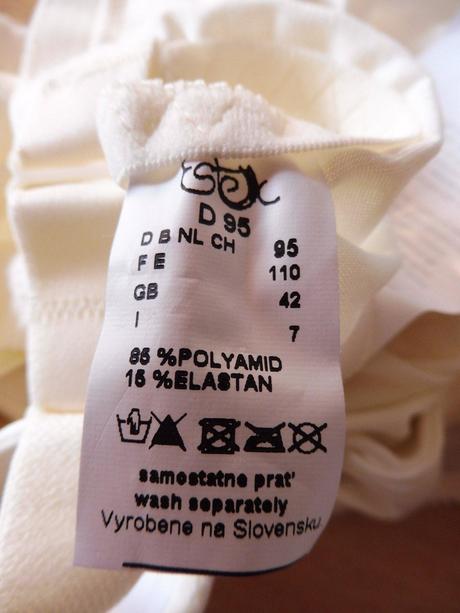 D 95
D B NL CH 95
F E 110
GB 42
I 7
85 %POLYAMID
15 %ELASTAN
samostatne prat'
wash separately
Vyrobene na Slovensku